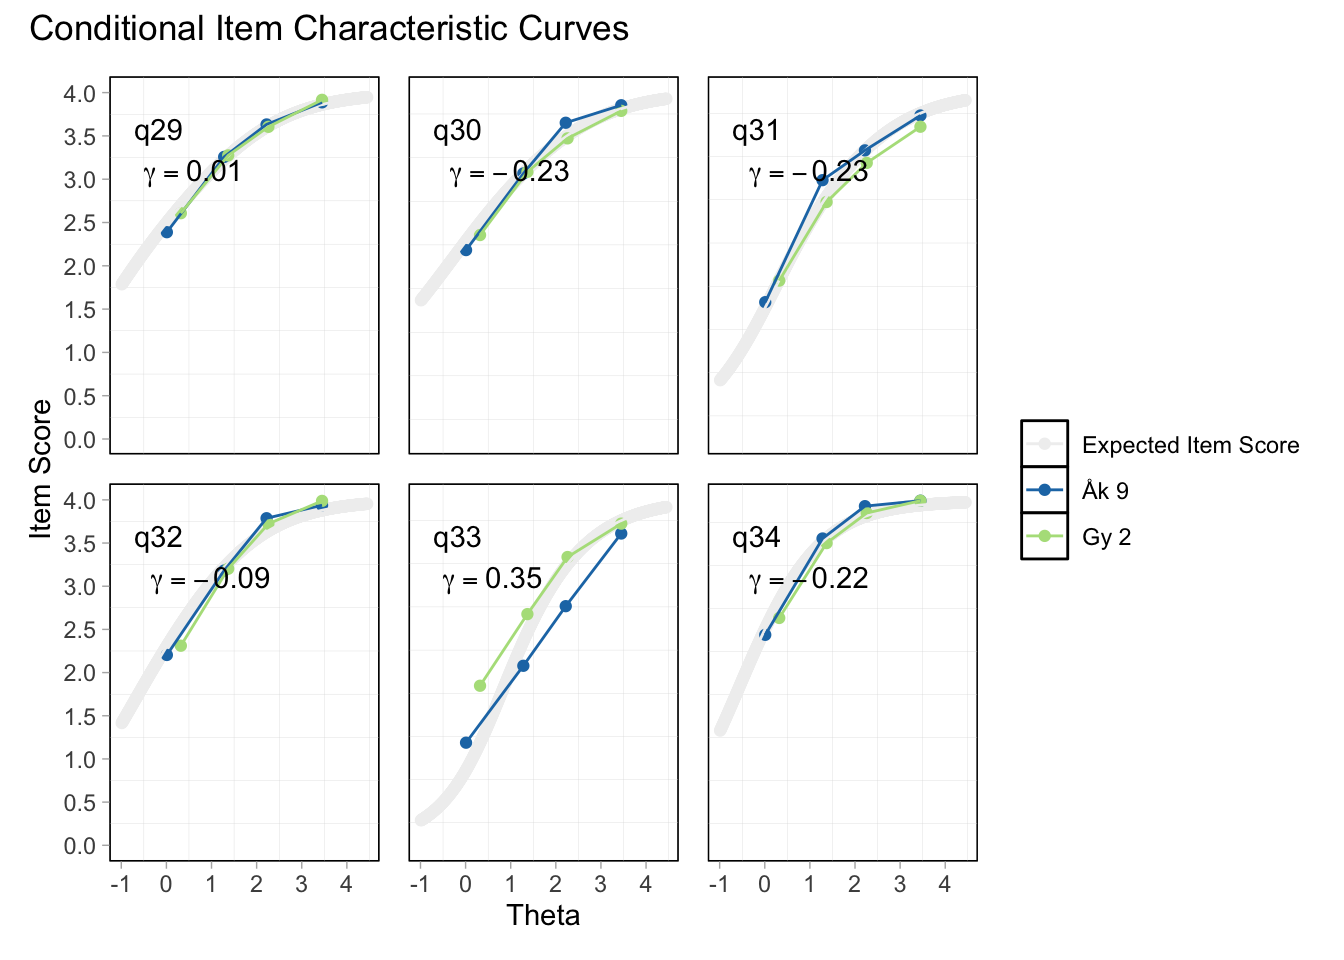 Conditional Item Characteristic Curves
q29
γ = 0.01
q30
γ = −0.23
q31
γ = −0.23
4.0
3.5
3.0
2.5
2.0
1.5
1.0
0.5
0.0
q32
γ = −0.09
q33
γ = 0.35
q34
γ = −0.22
4.0
3.5
3.0
2.5
2.0
1.5
1.0
0.5
0.0
Item Score
-1 0 1 2 3 4
-1 0 1 2 3 4
-1 0 1 2 3 4
Theta
Expected Item Score
Åk 9
Gy 2